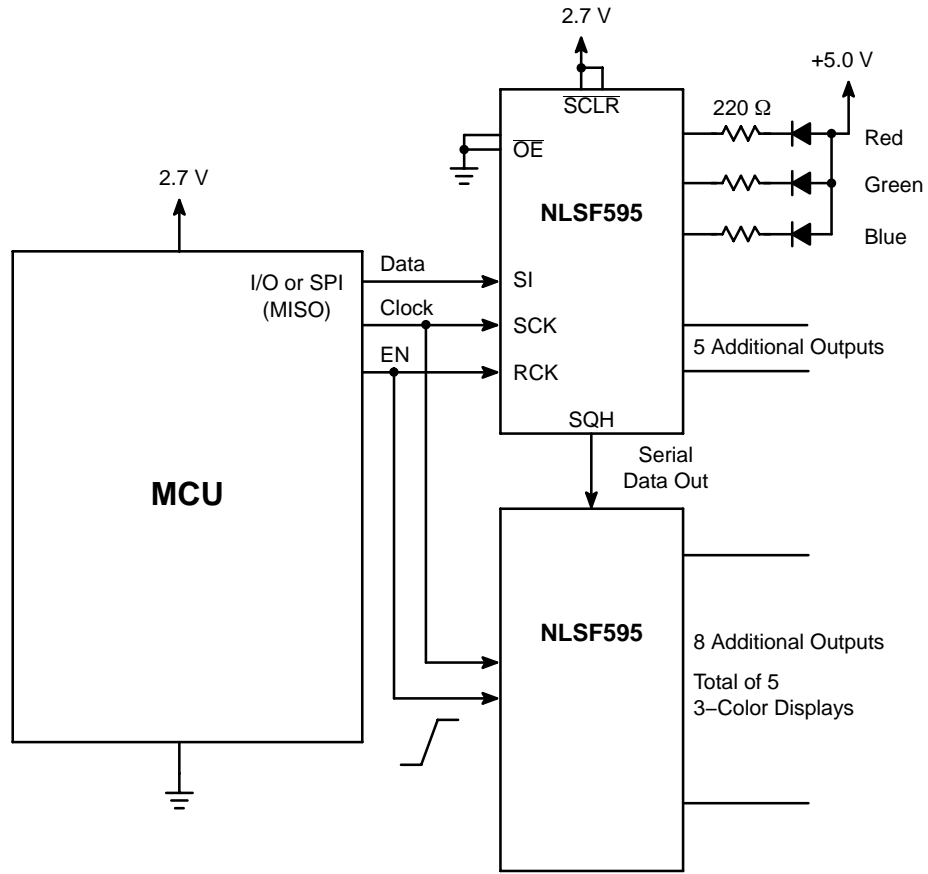 2.7 V
+5.0 V
SCLR
220 Ω
Red
OE
Green
2.7 V
NLSF595
Blue
I/O or SPI
(MISO)
Data
SI
Clock
SCK
5 Additional Outputs
EN
RCK
SQH
Serial
Data Out
MCU
NLSF595
8 Additional Outputs
Total of 5
3−Color Displays